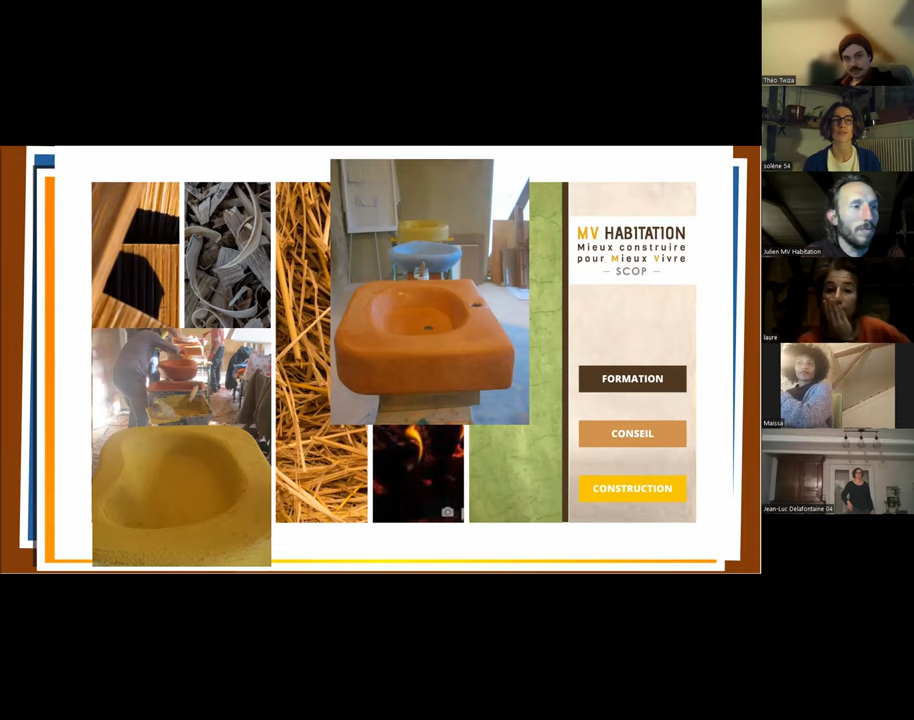 MV HABITATION
Mieux construire
pour Mieux Vivre
— SCOP —
FORMATION
CONSEIL
CONSTRUCTION
Théo Twiza
solène 54
Julien MV Habitation
laure
Maissa
Jean-Luc Delafontaine 04